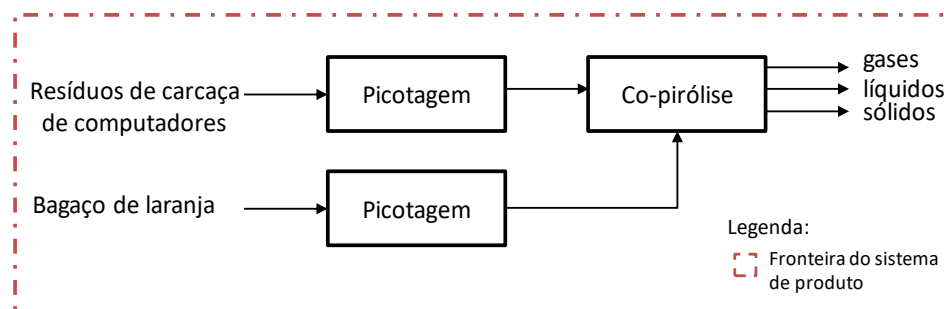 Resíduos de carcaça
de computadores
Picotagem
Co-pirólise
gases
líquidos
sólidos
Bagaço de laranja
Picotagem
Legenda:
Fronteira do sistema
de produto